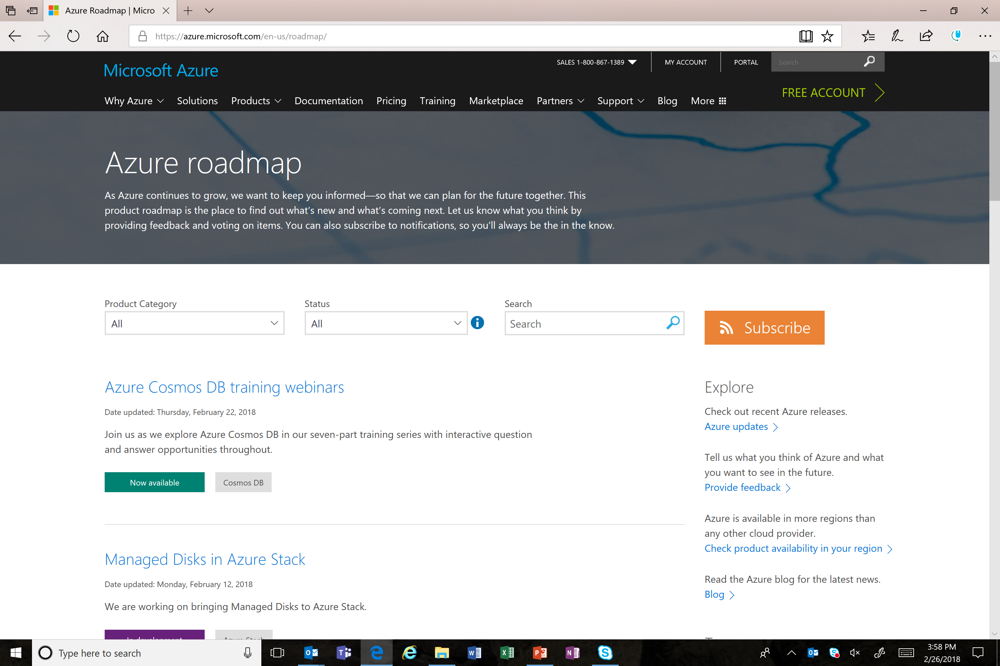 Azure Roadmap | Micro
https://azure.microsoft.com/en-us/roadmap/
Microsoft Azure
SALES 1-800-867-1389
MY ACCOUNT
PORTAL
Search
FREE ACCOUNT
Why Azure
Solutions
Products
Documentation
Pricing
Training
Marketplace
Partners
Support
Blog
More
Azure roadmap
As Azure continues to grow, we want to keep you informed—so that we can plan for the future together. This
product roadmap is the place to find out what's new and what's coming next. Let us know what you think by
providing feedback and voting on items. You can also subscribe to notifications, so you'll always be the in the know.
Product Category
All
Status
All
Search
Search
Subscribe
Azure Cosmos DB training webinars
Date updated: Thursday, February 22, 2018
Join us as we explore Azure Cosmos DB in our seven-part training series with interactive question
and answer opportunities throughout.
Now available
Cosmos DB
Managed Disks in Azure Stack
Date updated: Monday, February 12, 2018
We are working on bringing Managed Disks to Azure Stack.
In development
Azure Stack
Explore
Check out recent Azure releases.
Azure updates
Tell us what you think of Azure and what
you want to see in the future.
Provide feedback
Azure is available in more regions than
any other cloud provider.
Check product availability in your region
Read the Azure blog for the latest news.
Blog
Type here to search
3:58 PM
2/26/2018